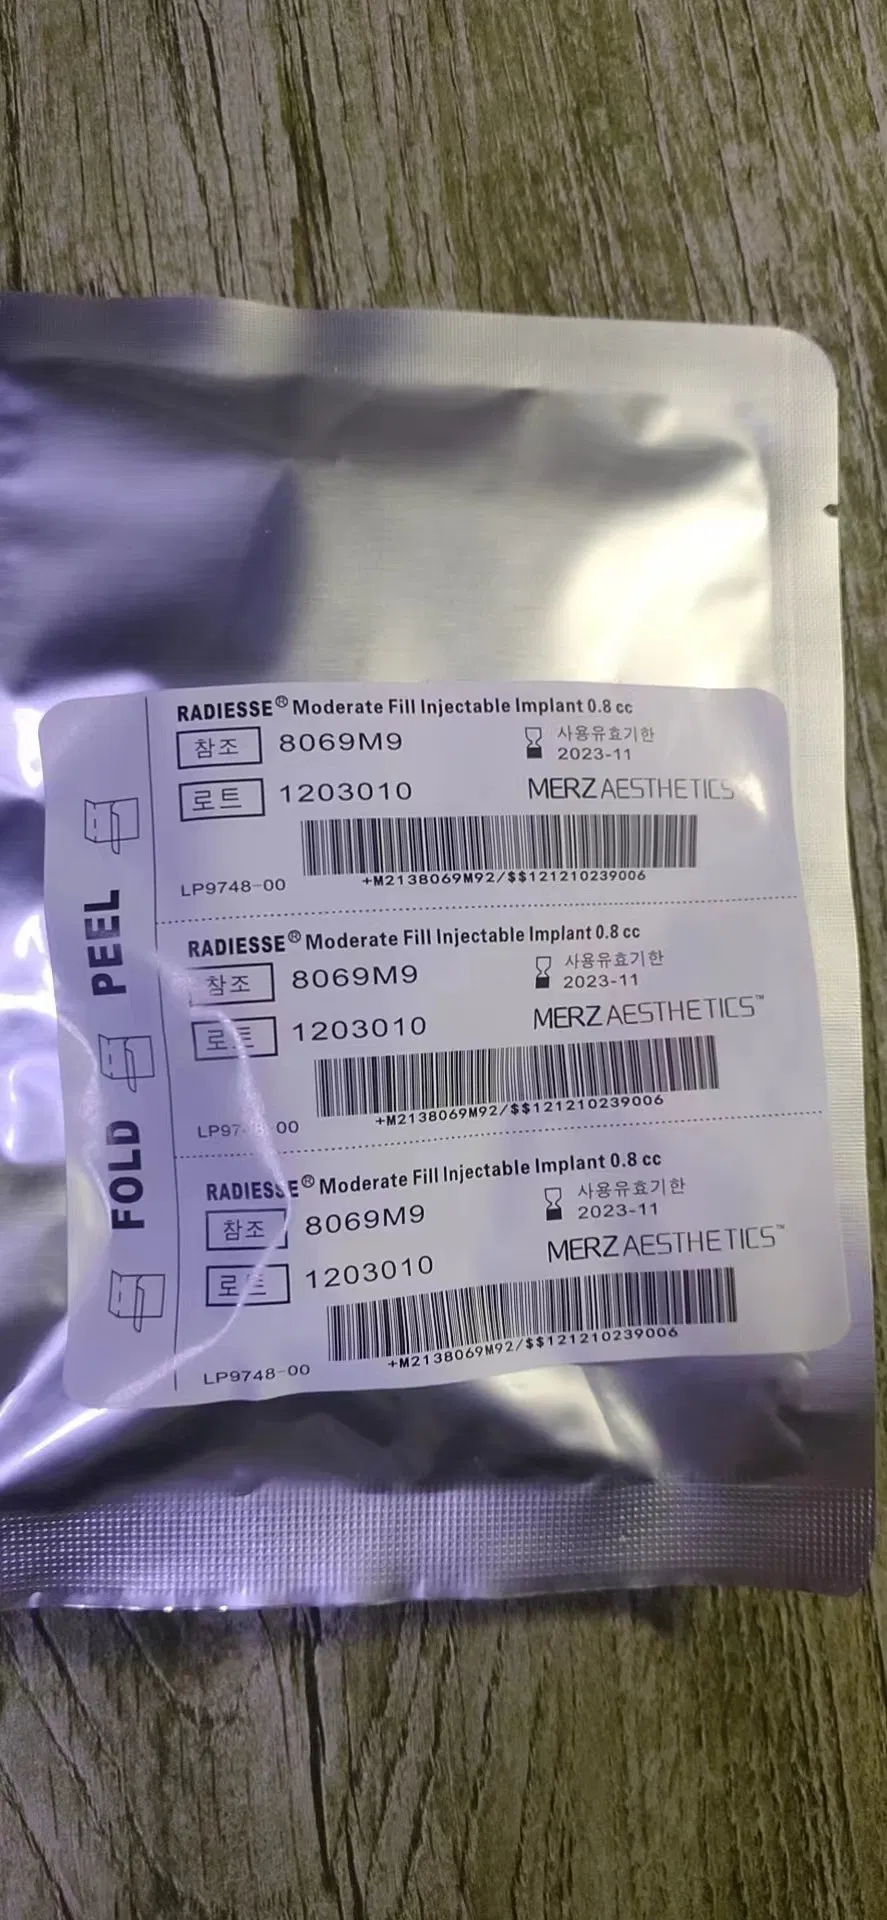 RADIESSE® Moderate Fill Injectable Implant 0.8 cc
참조 8069M9
사용유효기한
2023-11
로트 1203010
MERZ AESTHETICS
LP9748-00
+M2138069M92/$$121210239006
RADIESSE® Moderate Fill Injectable Implant 0.8 cc
참조 8069M9
사용유효기한
2023-11
로트 1203010
MERZ AESTHETICS™
+M2138069M92/$$121210239006
RADIESSE® Moderate Fill Injectable Implant 0.8 cc
참조 8069M9
사용유효기한
2023-11
로트 1203010
MERZ AESTHETICS™
LP9748-00
+M2138069M92/$$121210239006
FOLD PEEL